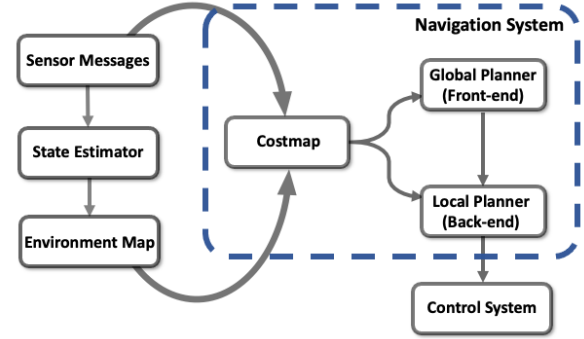 Navigation System
Sensor Messages
State Estimator
Environment Map
Costmap
Global Planner
(Front-end)
Local Planner
(Back-end)
Control System